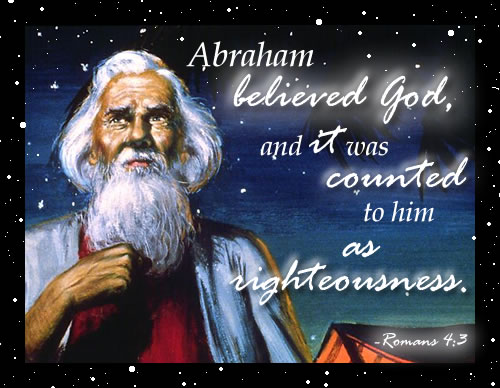 Abraham
believed God,
and it was
counted
to him
as
righteousness.
-Romans 4:3